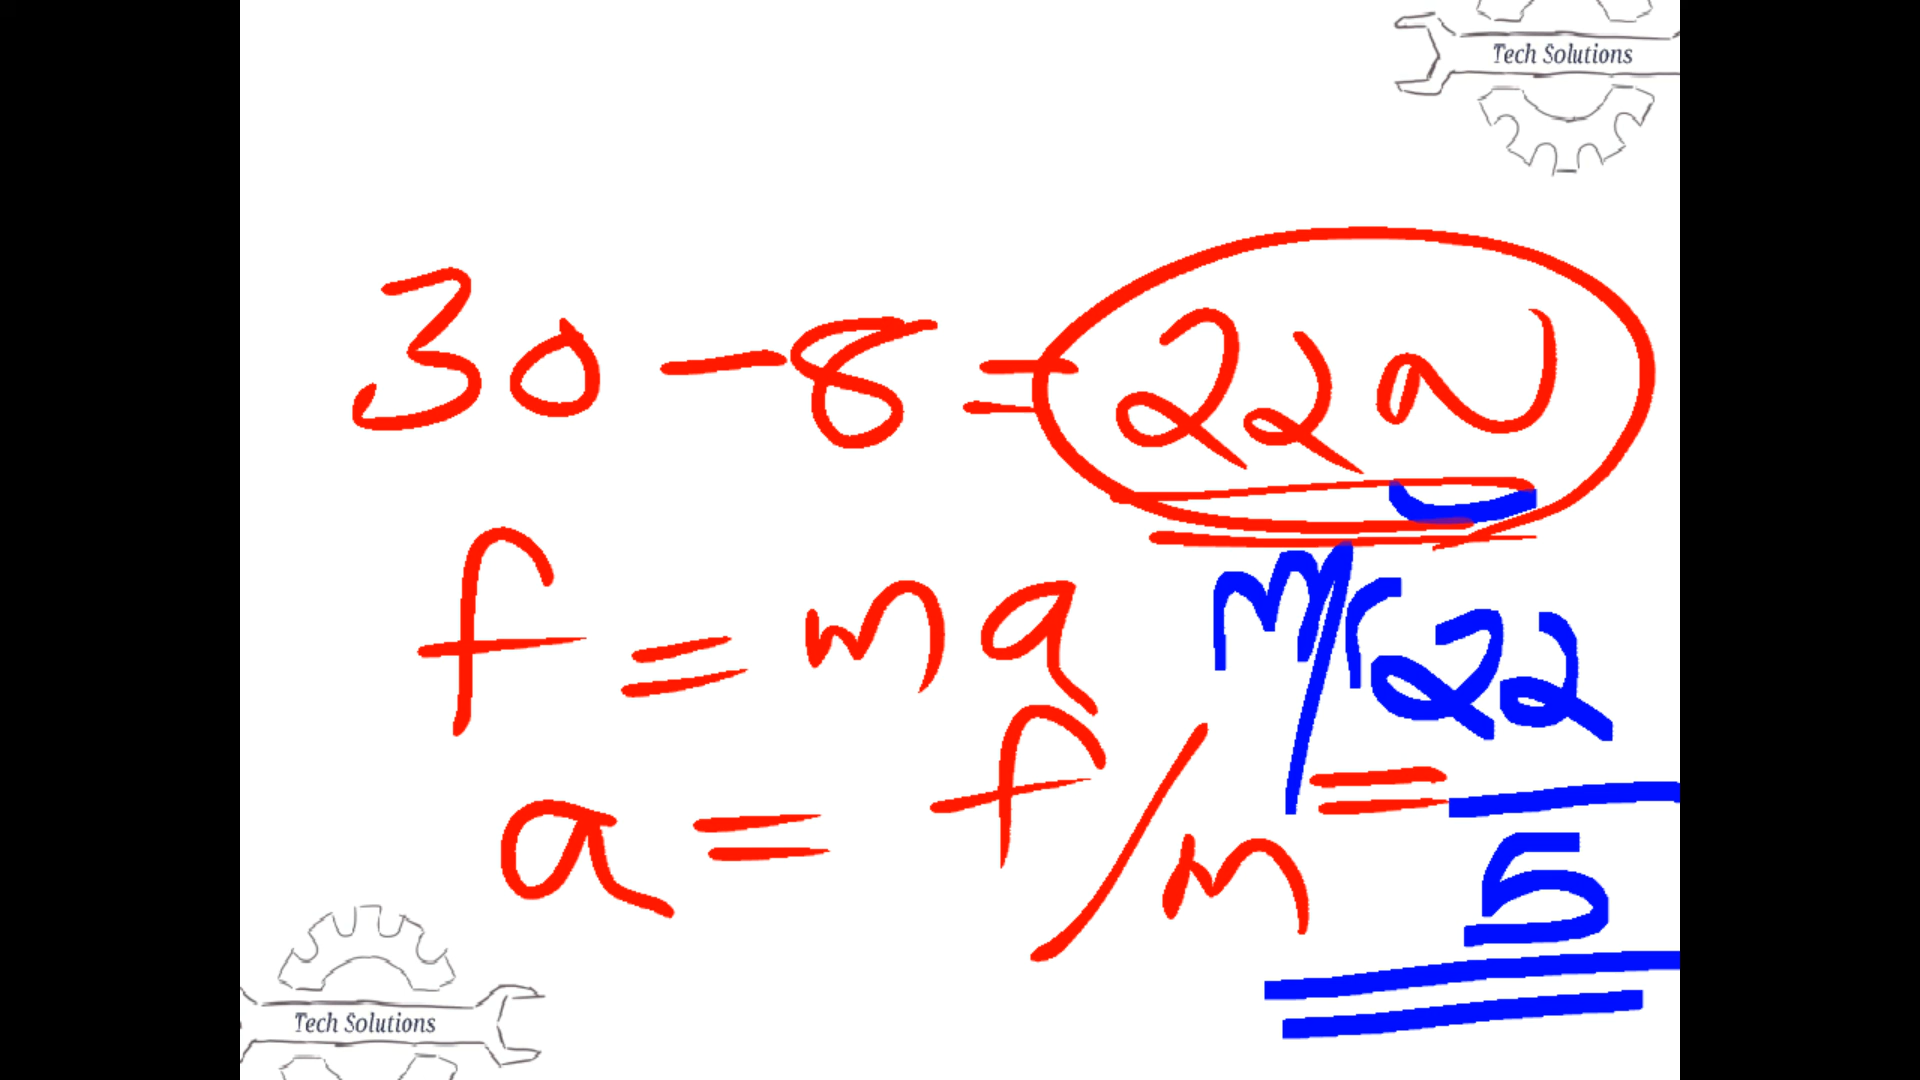 Tech Solutions
30 - 8 = 22N
f = ma
22
a = f/m =
5
Tech Solutions